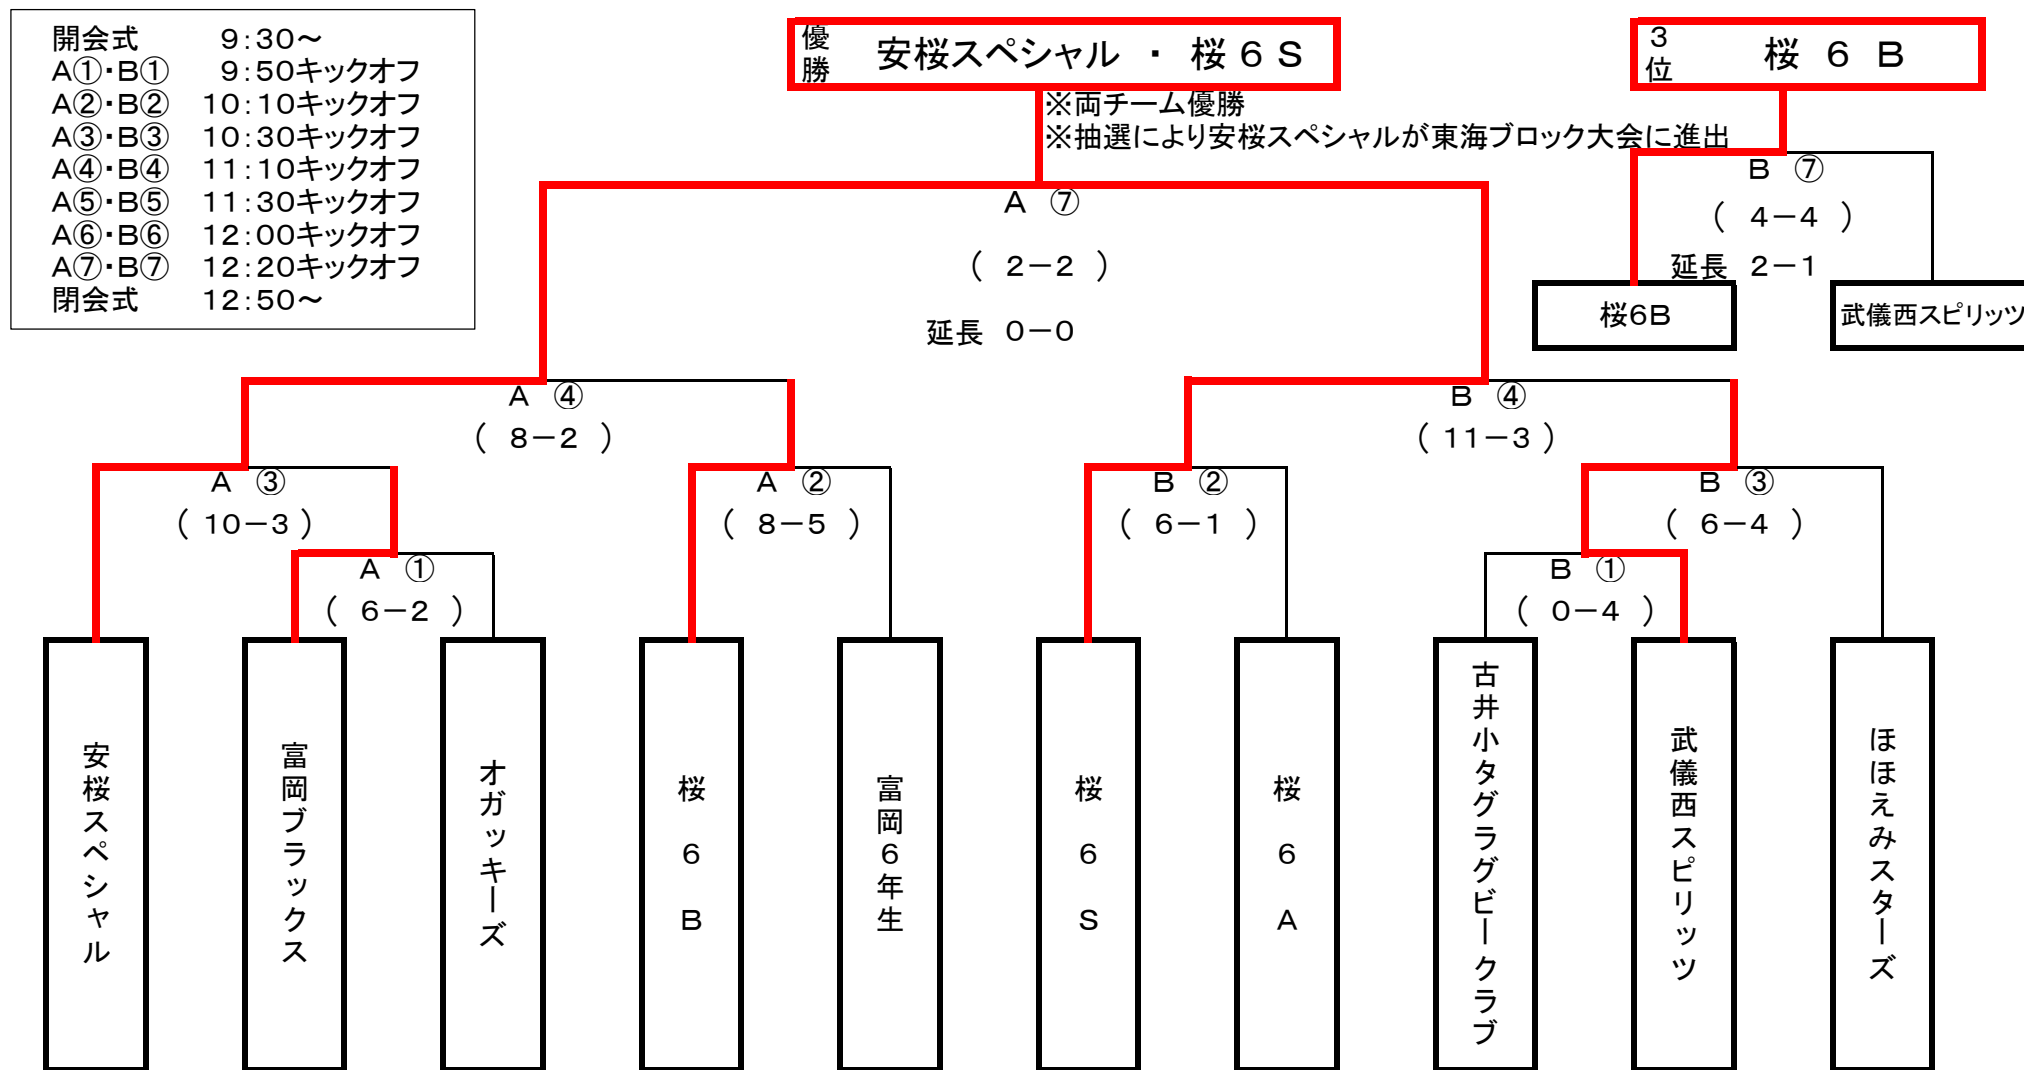 開会式 9:30～
A①・B① 9:50キックオフ
A②・B② 10:10キックオフ
A③・B③ 10:30キックオフ
A④・B④ 11:10キックオフ
A⑤・B⑤ 11:30キックオフ
A⑥・B⑥ 12:00キックオフ
A⑦・B⑦ 12:20キックオフ
閉会式 12:50～
優勝 安桜スペシャル ・ 桜６Ｓ
※両チーム優勝
※抽選により安桜スペシャルが東海ブロック大会に進出
３位 桜 ６ Ｂ
B ⑦
( 4－4 )
延長 2－1
桜6B
武儀西スピリッツ
A ⑦
( 2－2 )
延長 0－0
A ④
( 8－2 )
B ④
( 11－3 )
A ③
( 10－3 )
A ②
( 8－5 )
B ②
( 6－1 )
B ③
( 6－4 )
A ①
( 6－2 )
B ①
( 0－4 )
安桜スペシャル
富岡ブラックス
オガッキーズ
桜６Ｂ
富岡６年生
桜６Ｓ
桜６Ａ
古井小タグラグビークラブ
武儀西スピリッツ
ほほえみスターズ